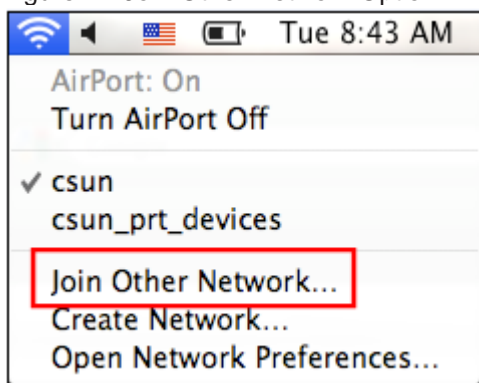 Tue 8:43 AM
AirPort: On
Turn AirPort Off
csun
csun_prt_devices
Join Other Network...
Create Network...
Open Network Preferences...